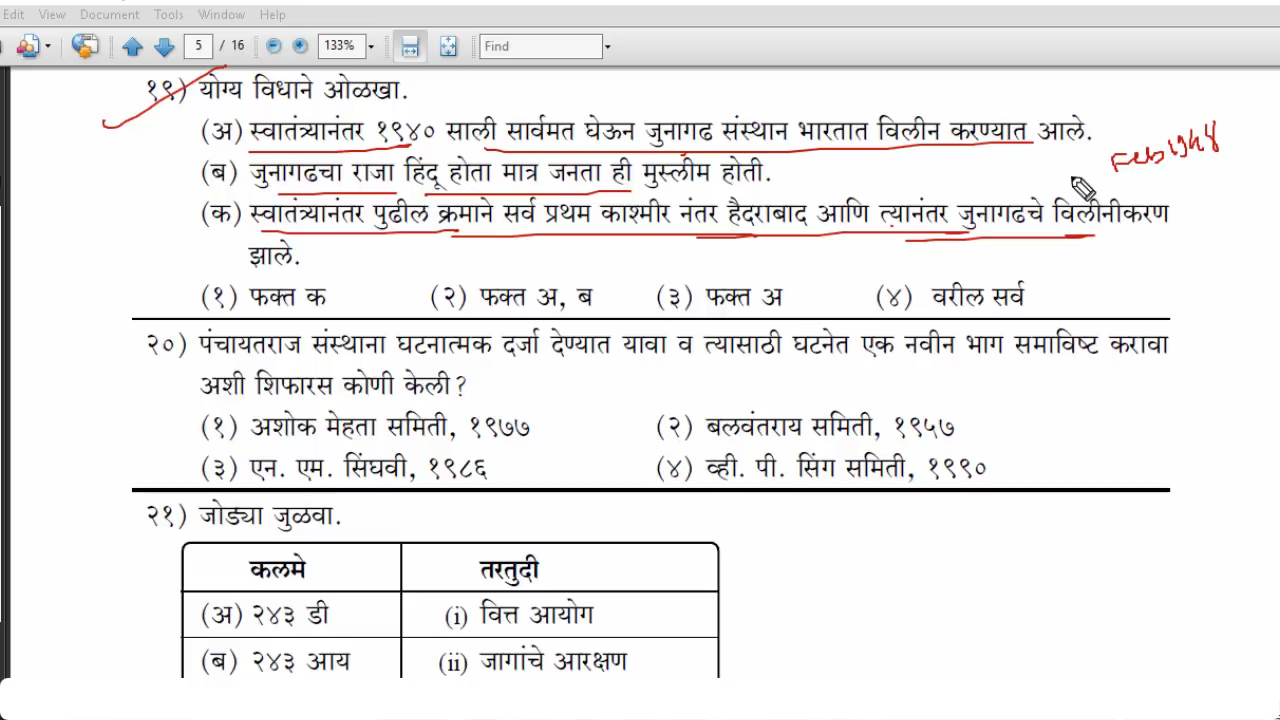 Edit View Document Tools Window Help
5 / 16 133% Find
१९) योग्य विधाने ओळखा.
(अ) स्वातंत्र्यानंतर १९४० साली सार्वमत घेऊन जुनागढ संस्थान भारतात विलीन करण्यात आले.
Feb 1948
(ब) जुनागढचा राजा हिंदू होता मात्र जनता ही मुस्लीम होती.
(क) स्वातंत्र्यानंतर पुढील क्रमाने सर्व प्रथम काश्मीर नंतर हैदराबाद आणि त्यानंतर जुनागढचे विलीनीकरण
झाले.
(१) फक्त क (२) फक्त अ, ब (३) फक्त अ (४) वरील सर्व
२०) पंचायतराज संस्थाना घटनात्मक दर्जा देण्यात यावा व त्यासाठी घटनेत एक नवीन भाग समाविष्ट करावा
अशी शिफारस कोणी केली?
(१) अशोक मेहता समिती, १९७७ (२) बलवंतराय समिती, १९५७
(३) एन. एम. सिंघवी, १९८६ (४) व्ही. पी. सिंग समिती, १९९०
२१) जोड्या जुळवा.
कलमे तरतुदी
(अ) २४३ डी (i) वित्त आयोग
(ब) २४३ आय (ii) जागांचे आरक्षण